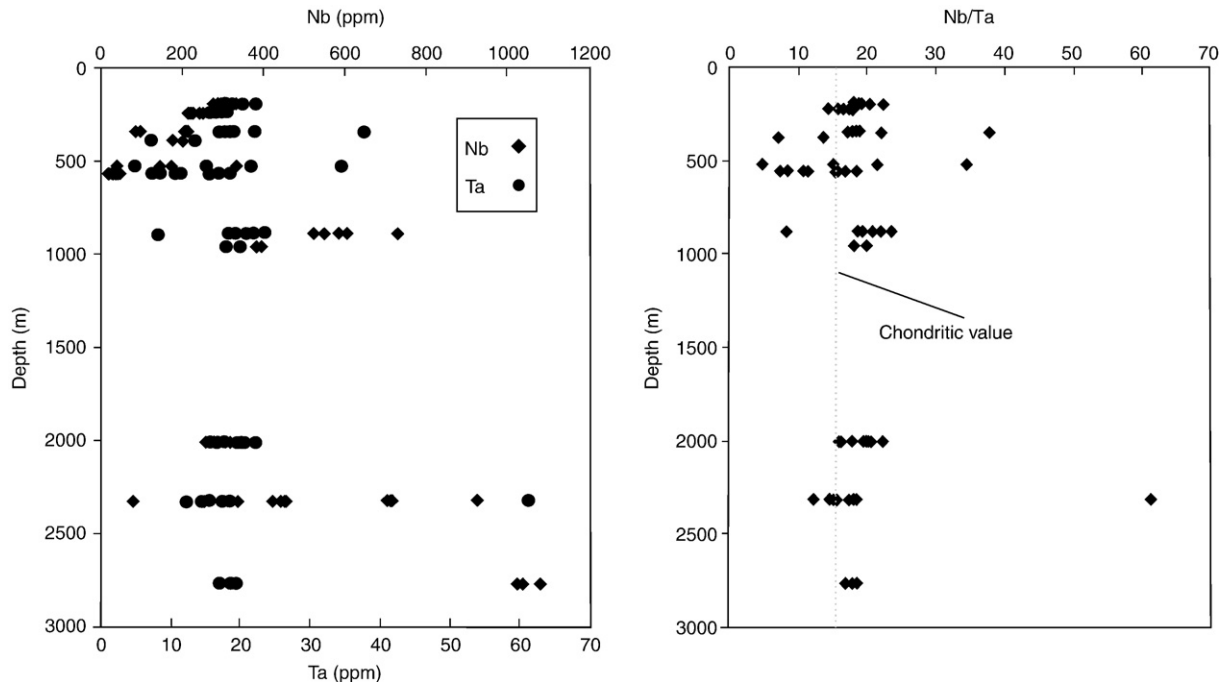 Nb (ppm)
0 200 400 600 800 1000 1200
0
500
1000
1500
2000
2500
3000
Depth (m)
Nb
Ta
0 10 20 30 40 50 60 70
Ta (ppm)
Nb/Ta
0 10 20 30 40 50 60 70
0
500
1000
1500
2000
2500
3000
Depth (m)
Chondritic value